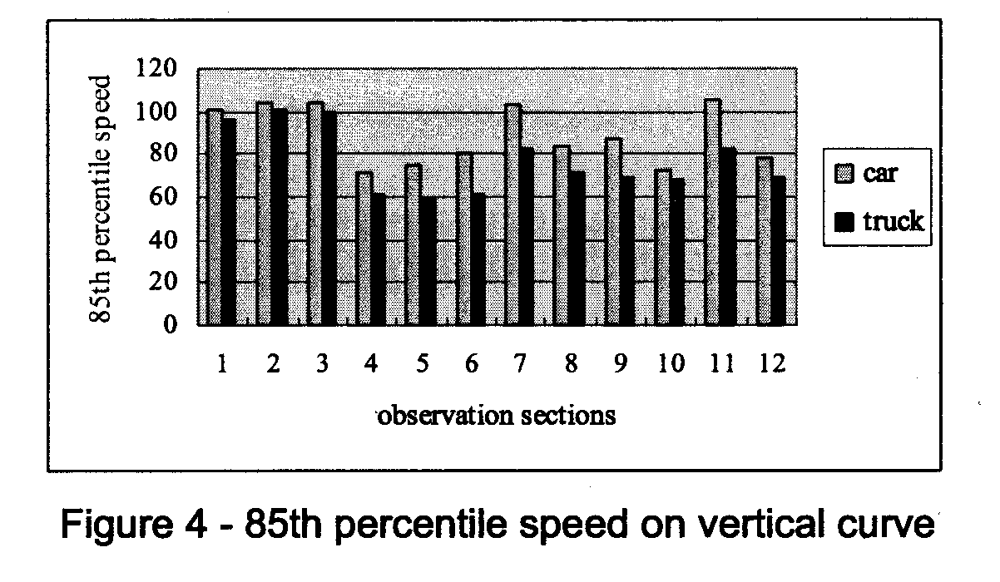 120
100
80
60
40
20
0
85th percentile speed
1 2 3 4 5 6 7 8 9 10 11 12
observation sections
car
truck
Figure 4 - 85th percentile speed on vertical curve